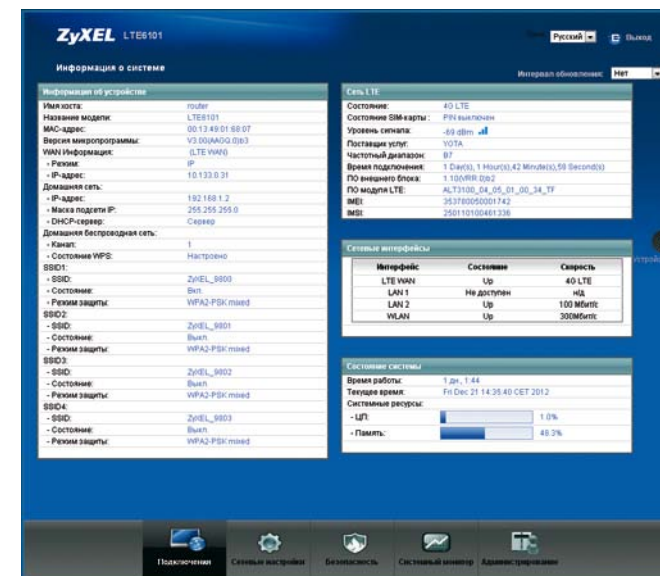 ZyXEL LTE6101
Русский
Выход
Информация о системе
Интервал обновления: Нет
Информация об устройстве
Имя хоста: router
Название модели: LTE6101
MAC-адрес: 00:13:49:01:68:07
Версия микропрограммы: V3.00(AAOQ.0)b3
WAN Информация: (LTE WAN)
- Режим: IP
- IP-адрес: 10.133.0.31
Домашняя сеть:
- IP-адрес: 192.168.1.2
- Маска подсети IP: 255.255.255.0
- DHCP-сервер: Сервер
Домашняя беспроводная сеть:
- Канал: 1
- Состояние WPS: Настроено
SSID1:
- SSID: ZyXEL_9800
- Состояние: Вкл.
- Режим защиты: WPA2-PSK mixed
SSID2:
- SSID: ZyXEL_9801
- Состояние: Выкл.
- Режим защиты: WPA2-PSK mixed
SSID3:
- SSID: ZyXEL_9802
- Состояние: Выкл.
- Режим защиты: WPA2-PSK mixed
SSID4:
- SSID: ZyXEL_9803
- Состояние: Выкл.
- Режим защиты: WPA2-PSK mixed
Сеть LTE
Состояние: 4G LTE
Состояние SIM-карты: PIN выключен
Уровень сигнала: -69 dBm
Поставщик услуг: YOTA
Частотный диапазон: B7
Время подключения: 1 Day(s), 1 Hour(s),42 Minute(s),58 Second(s)
ПО внешнего блока: 1.10(VRR.0)b2
ПО модуля LTE: ALT3100_04_05_01_00_34_TF
IMEI: 353780050001742
IMSI: 250110100461336
Сетевые интерфейсы
Интерфейс Состояние Скорость
LTE WAN Up 4G LTE
LAN 1 Не доступен н/д
LAN 2 Up 100 Мбит/с
WLAN Up 300Мбит/с
Состояние системы
Время работы: 1 дн., 1:44
Текущее время: Fri Dec 21 14:35:40 CET 2012
Системные ресурсы:
- ЦП: 1.0%
- Память: 48.3%
Подключения
Сетевые настройки
Безопасность
Системный монитор
Администрирование